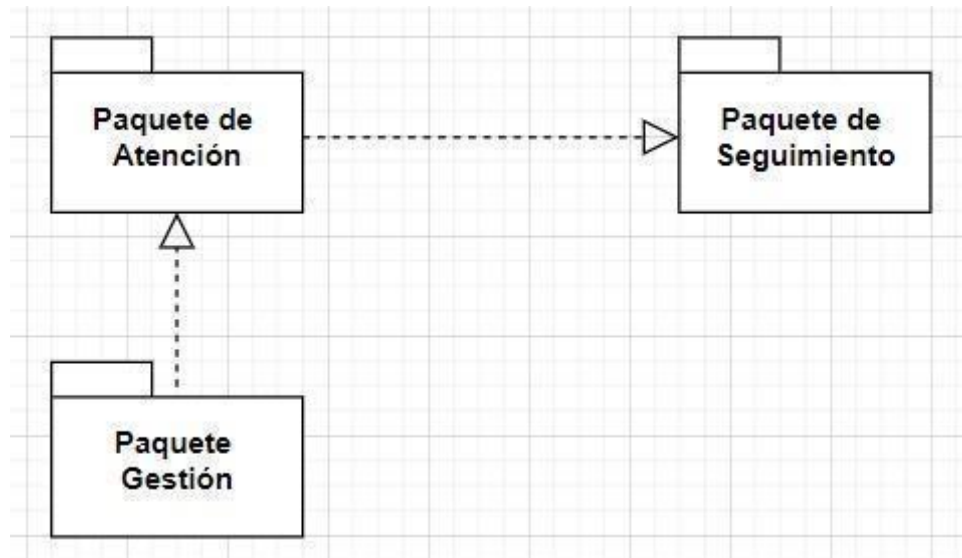 Paquete de
Atención
Paquete de
Seguimiento
Paquete
Gestión